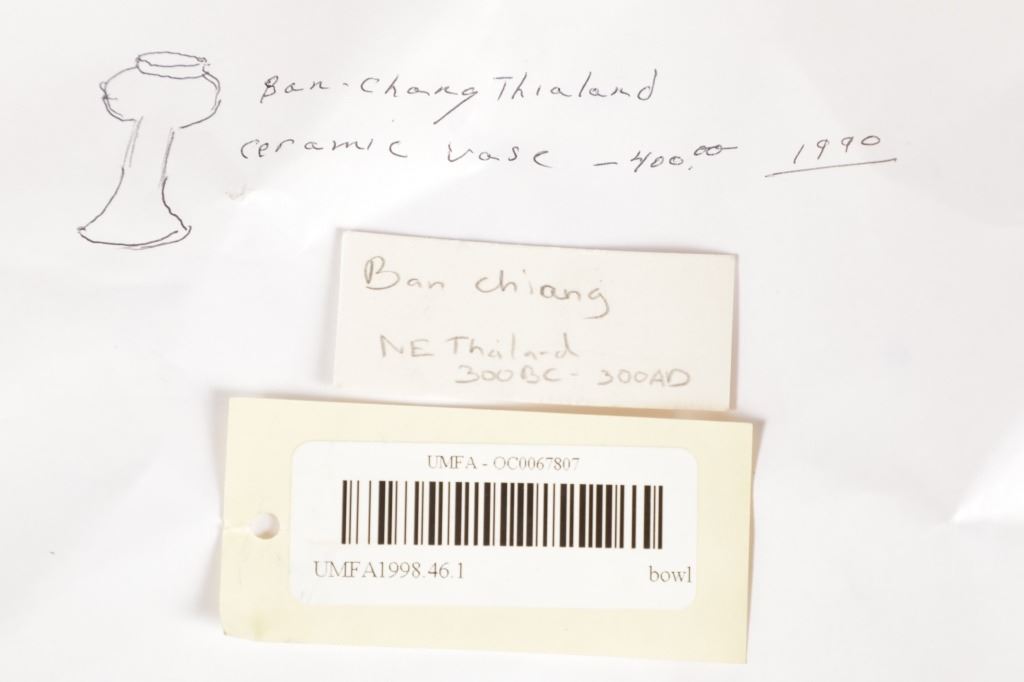 Ban-Chang Thialand
ceramic vase - 400.00 1990
Ban chiang
NE Thailand
300BC - 300AD
UMFA - OC0067807
UMFA1998.46.1
bowl